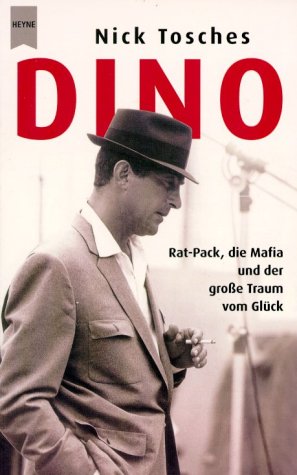 HEYNE
Nick Tosches
DINO
Rat-Pack, die Mafia
und der
große Traum
vom Glück